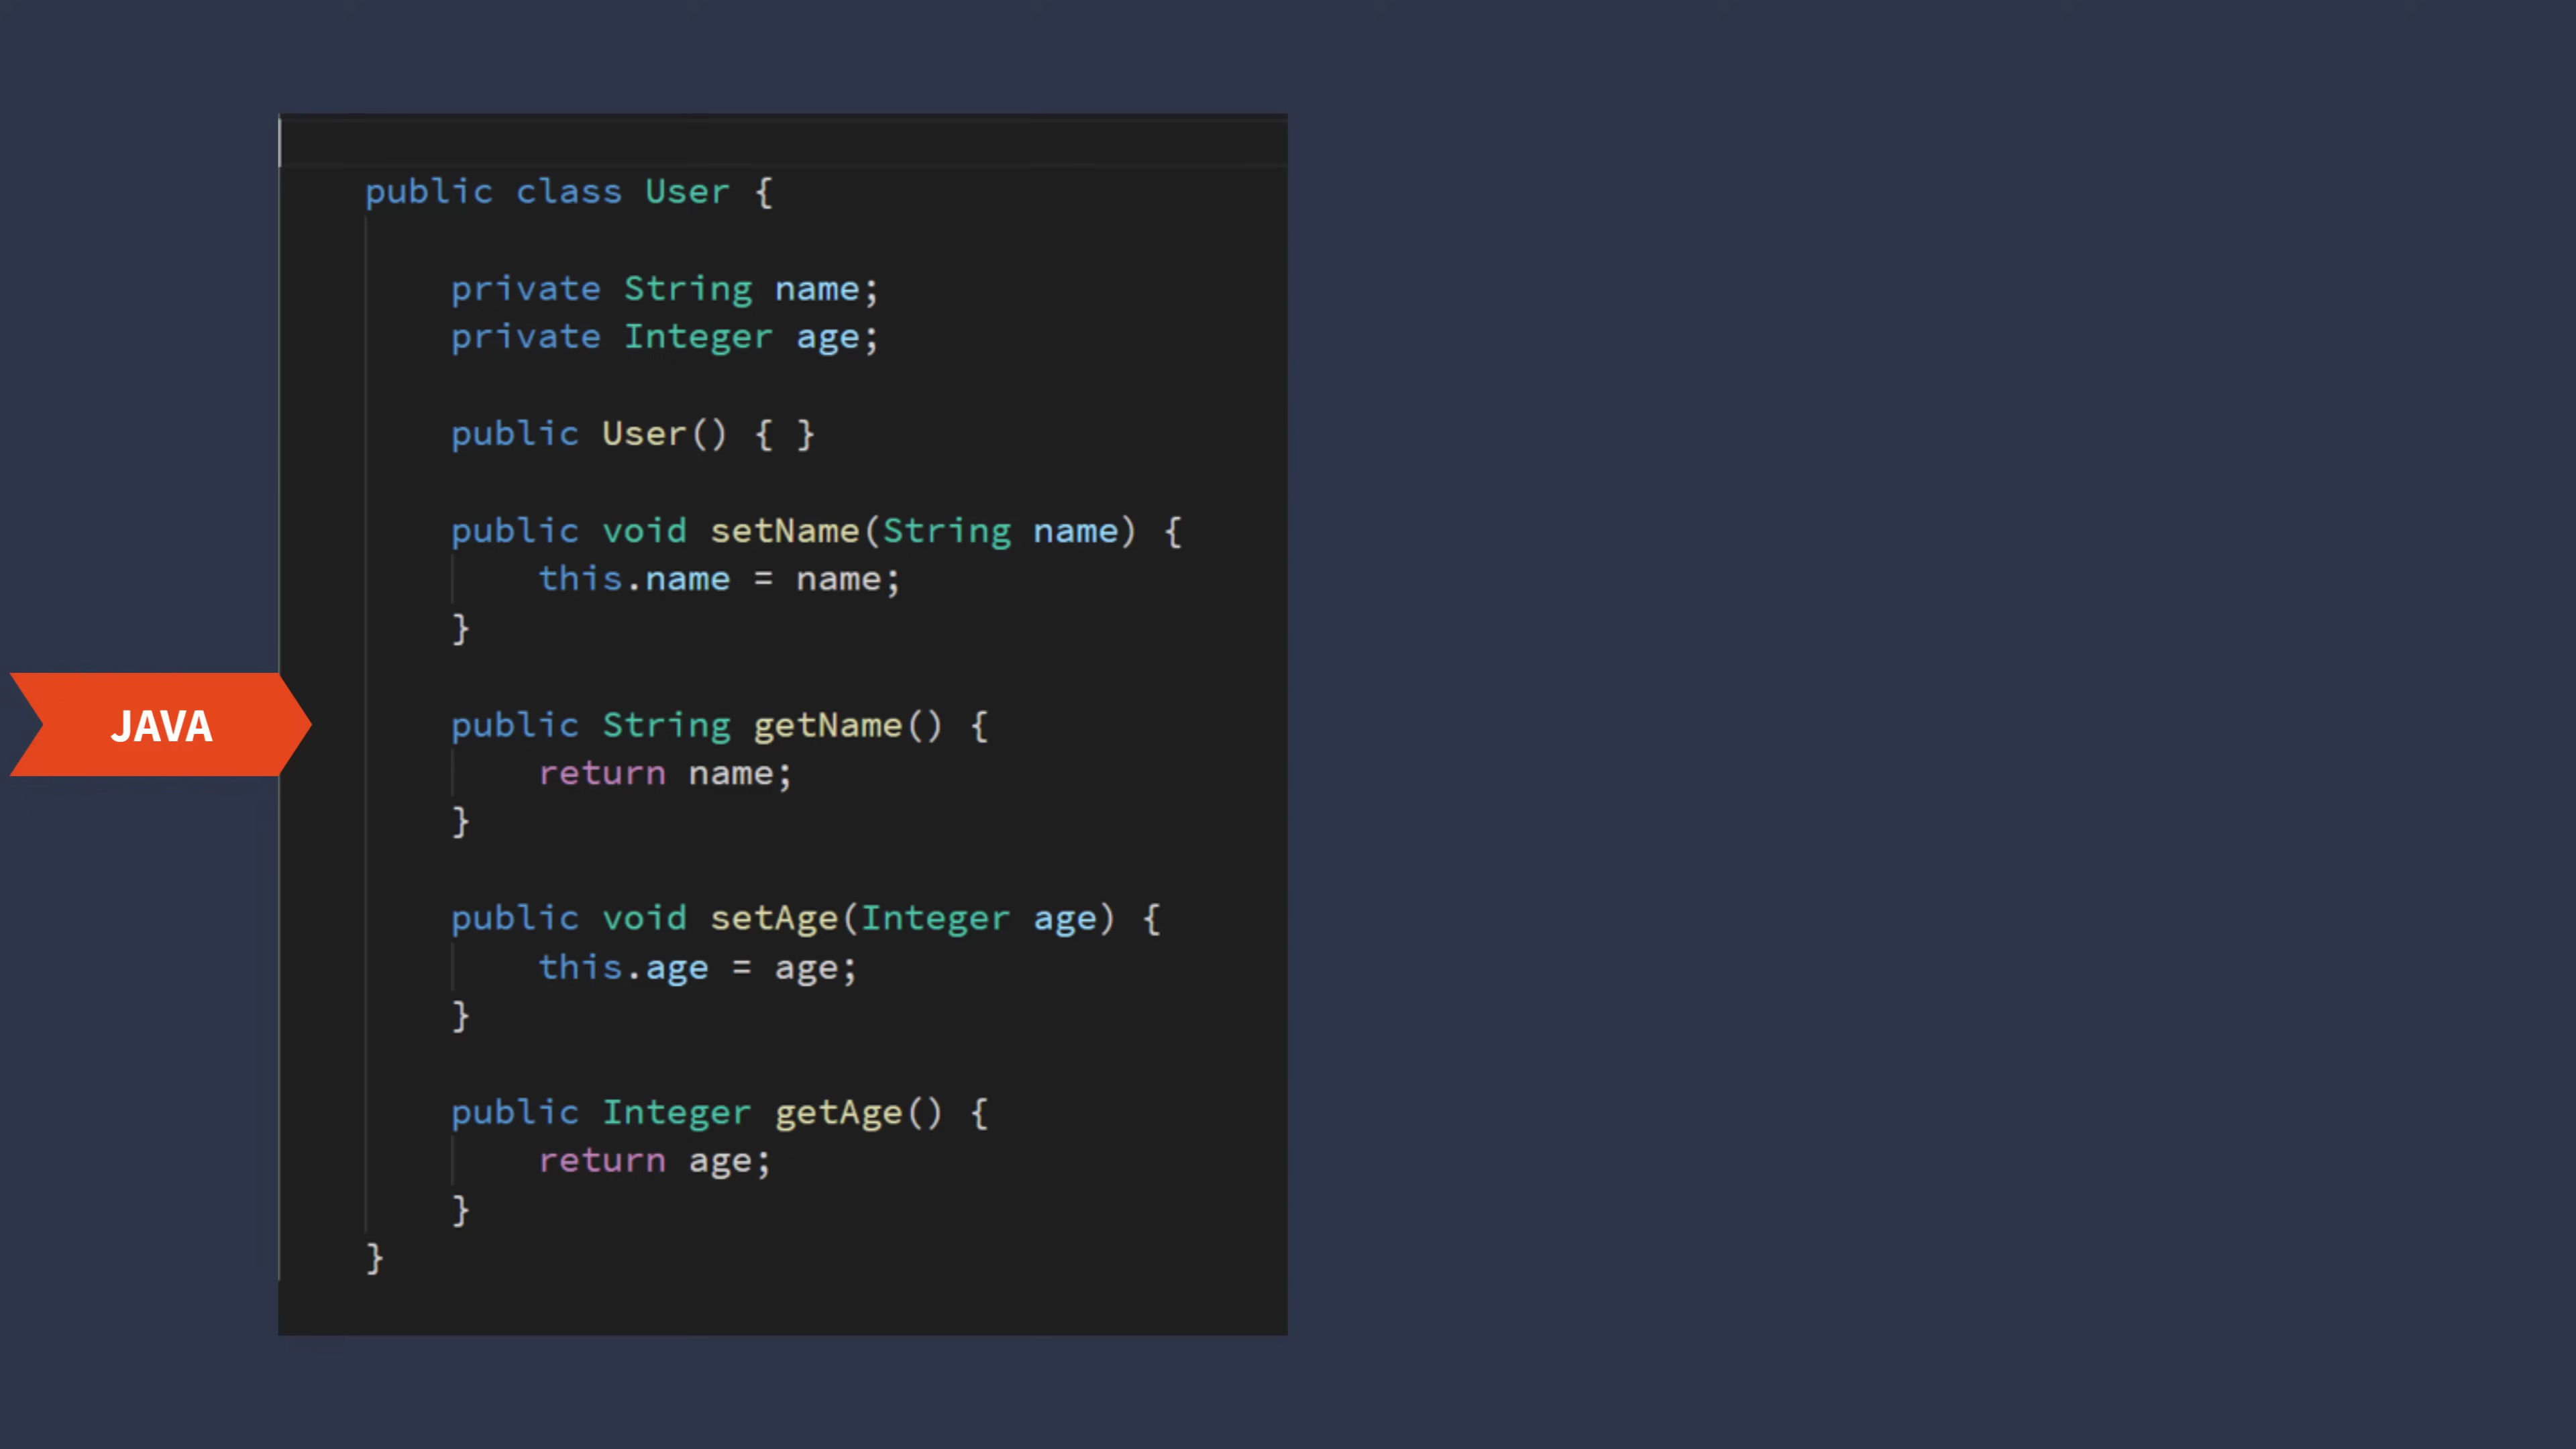 public class User {
private String name;
private Integer age;
public User() { }
public void setName(String name) {
this.name = name;
}
JAVA
public String getName() {
return name;
}
public void setAge(Integer age) {
this.age = age;
}
public Integer getAge() {
return age;
}
}